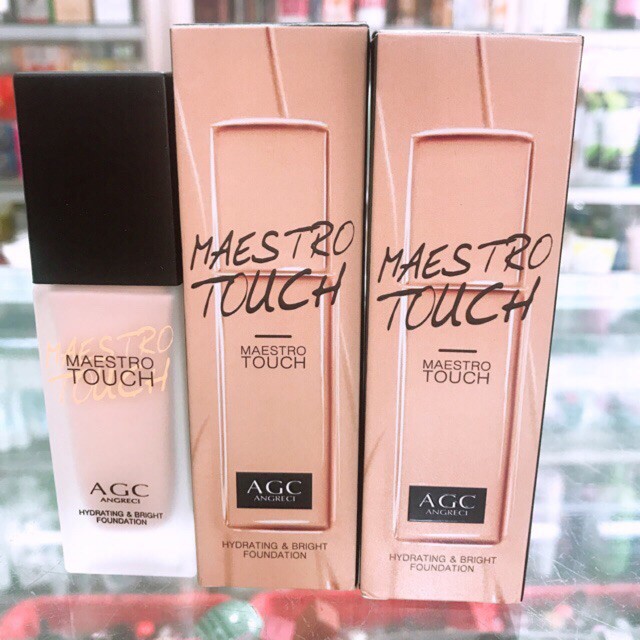 MAESTRO
TOUCH
MAESTRO
TOUCH
AGC
ANGRECI
HYDRATING & BRIGHT
FOUNDATION
MAESTRO
TOUCH
MAESTRO
TOUCH
AGC
ANGRECI
HYDRATING & BRIGHT
FOUNDATION
MAESTRO
TOUCH
MAESTRO
TOUCH
AGC
ANGRECI
HYDRATING & BRIGHT
FOUNDATION